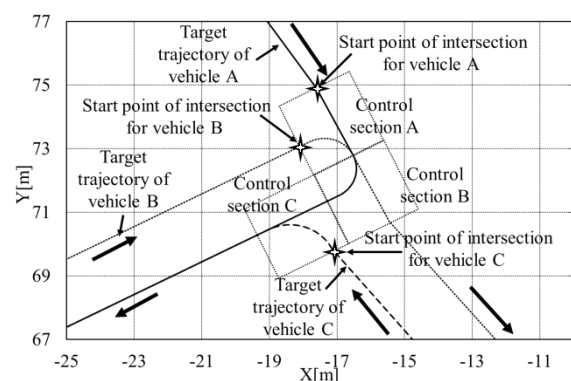 77
Target
trajectory of
vehicle A
Start point of intersection
for vehicle A
75
Start point of intersection
for vehicle B
Control
section A
73
Target
trajectory of
vehicle B
Control
section C
Control
section B
Y[m]
71
Start point of intersection
for vehicle C
69
Target
trajectory of
vehicle C
67
-25
-23
-21
-19
-17
-15
-13
-11
X[m]